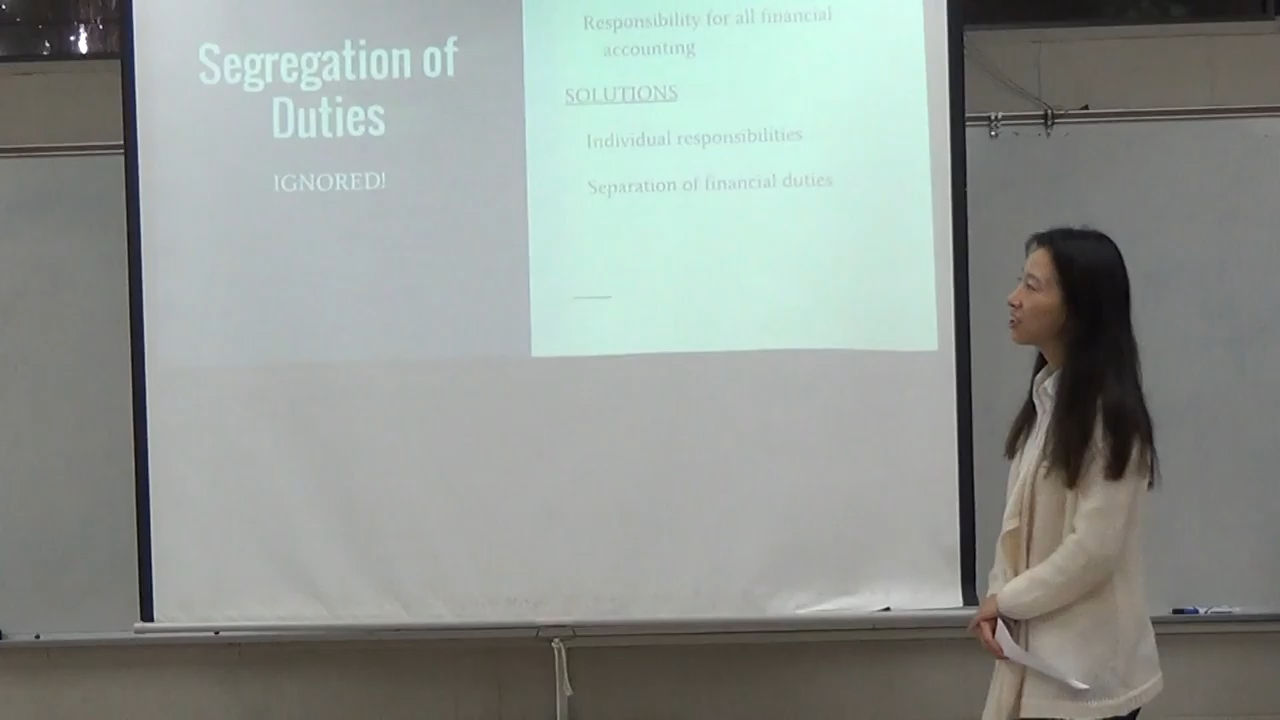 Segregation of
Duties
IGNORED!
Responsibility for all financial
accounting
SOLUTIONS
Individual responsibilities
Separation of financial duties